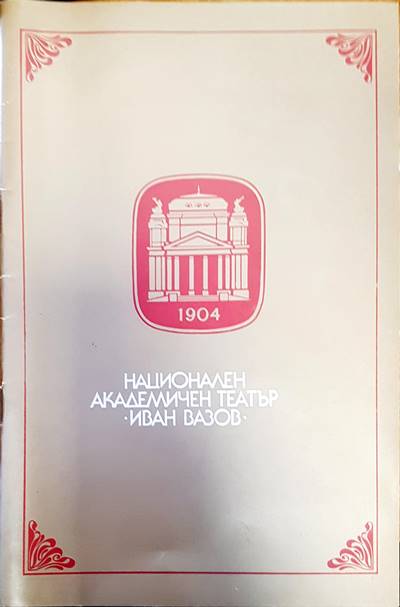 1904
НАЦИОНАЛЕН
АКАДЕМИЧЕН ТЕАТЪР
·ИВАН ВАЗОВ·